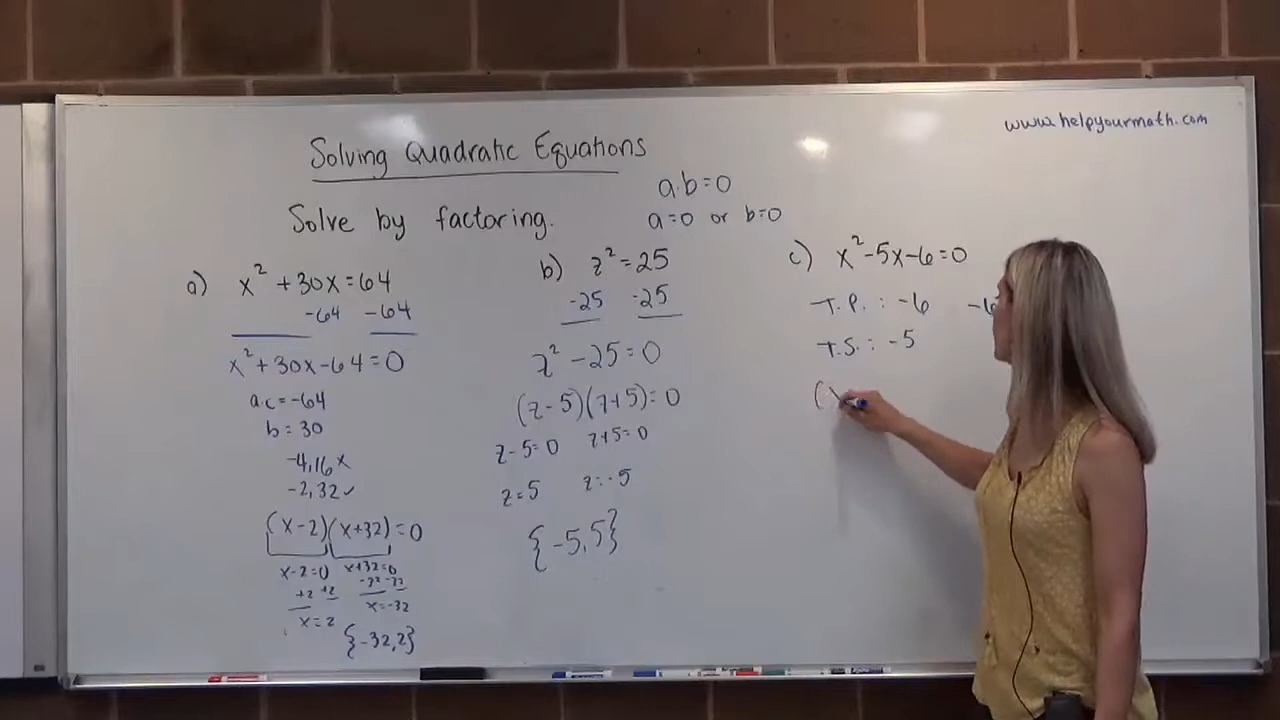 www.helpyourmath.com
Solving Quadratic Equations
Solve by factoring.
a·b=0
a=0 or b=0
a) x² +30x=64
-64 -64
x²+30x-64=0
a·c=-64
b=30
-4,16x
-2,32✓
(x-2)(x+32)=0
x-2=0 x+32=0
+2 +2 -32 -32
x=2 x=-32
{-32,2}
b) z²=25
-25 -25
z²-25=0
(z-5)(z+5)=0
z-5=0 z+5=0
z=5 z=-5
{-5,5}
c) x²-5x-6=0
T.P. : -6 -6
T.S. : -5
(x